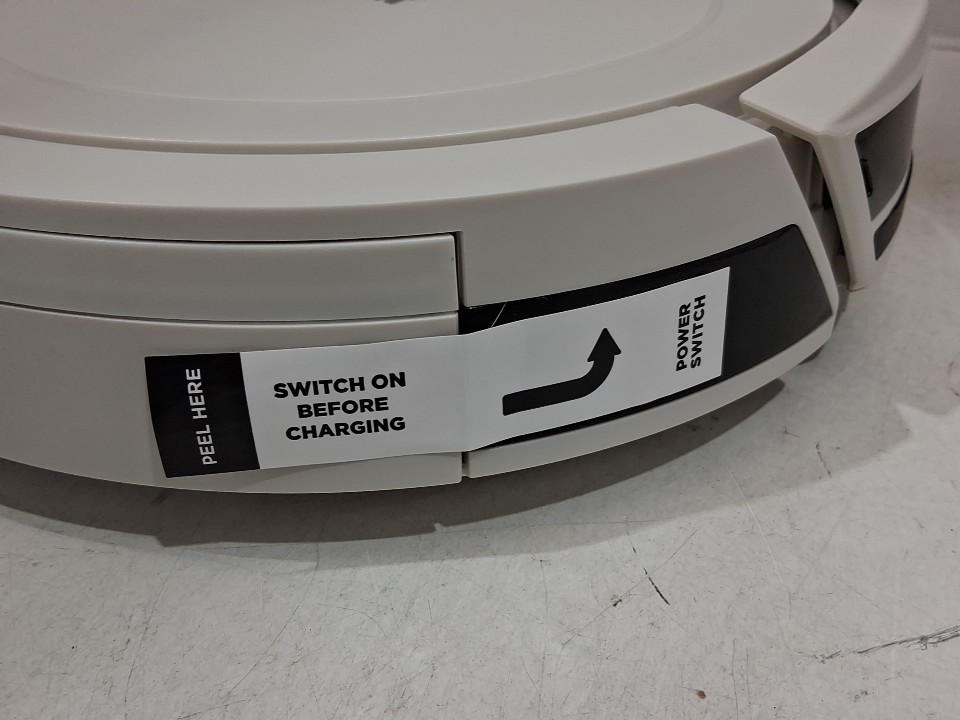 PEEL HERE
SWITCH ON
BEFORE
CHARGING
POWER
SWITCH